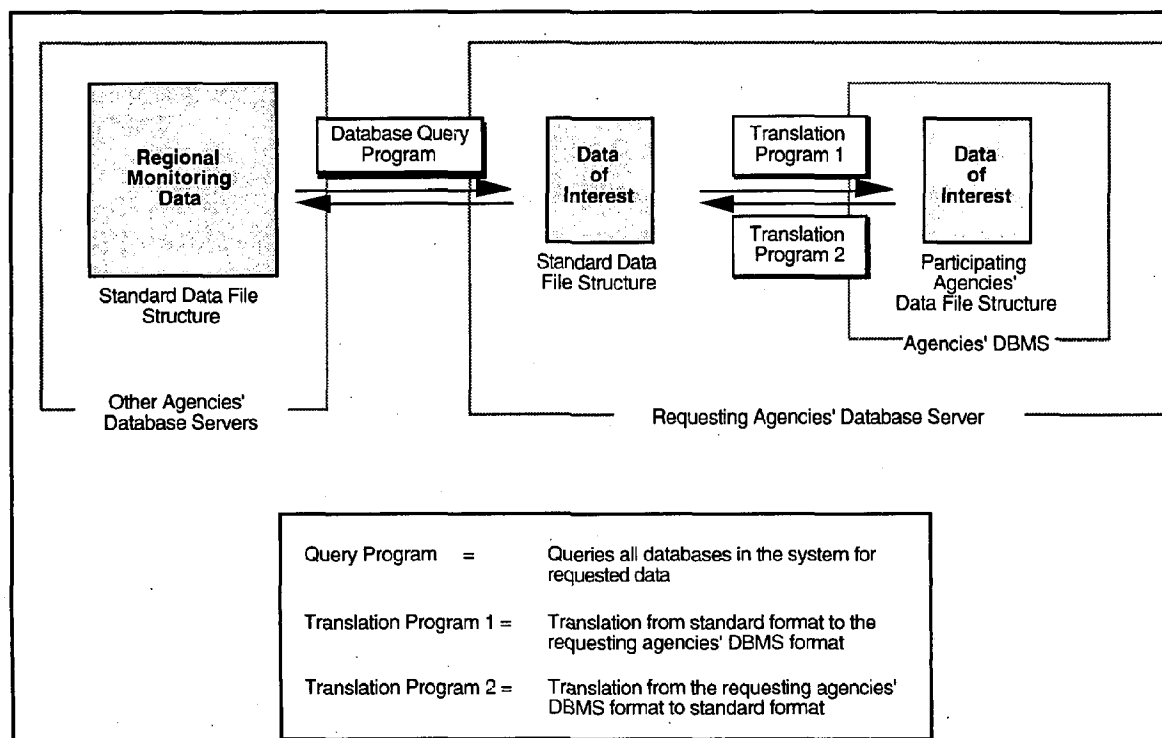 Regional
Monitoring
Data
Standard Data File
Structure
Other Agencies'
Database Servers
Database Query
Program
Data
of
Interest
Standard Data
File Structure
Translation
Program 1
Translation
Program 2
Data
of
Interest
Participating
Agencies'
Data File Structure
Agencies' DBMS
Requesting Agencies' Database Server
Query Program = Queries all databases in the system for
requested data
Translation Program 1 = Translation from standard format to the
requesting agencies' DBMS format
Translation Program 2 = Translation from the requesting agencies'
DBMS format to standard format